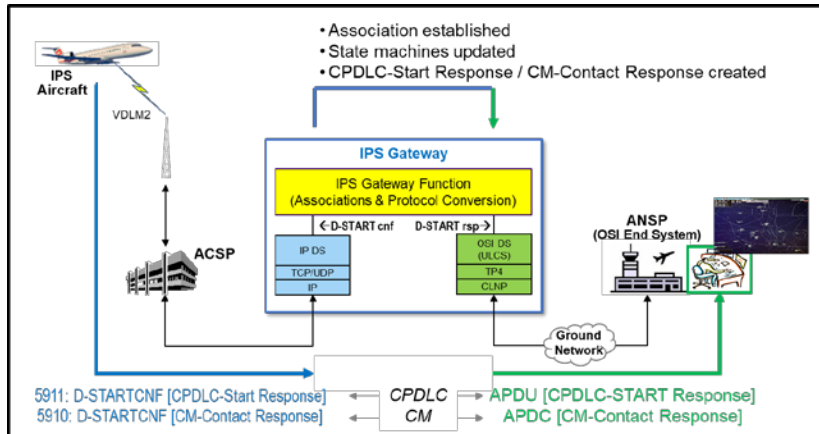 • Association established
• State machines updated
• CPDLC-Start Response / CM-Contact Response created
IPS
Aircraft
VDLM2
IPS Gateway
IPS Gateway Function
(Associations & Protocol Conversion)
D-START cnf
D-START rsp
ANSP
(OSI End System)
ACSP
IP DS
TCP/UDP
IP
OSI DS
(ULCS)
TP4
CLNP
Ground
Network
5911: D-STARTCNF [CPDLC-Start Response]
CPDLC
APDU [CPDLC-START Response]
5910: D-STARTCNF [CM-Contact Response]
CM
APDC [CM-Contact Response]